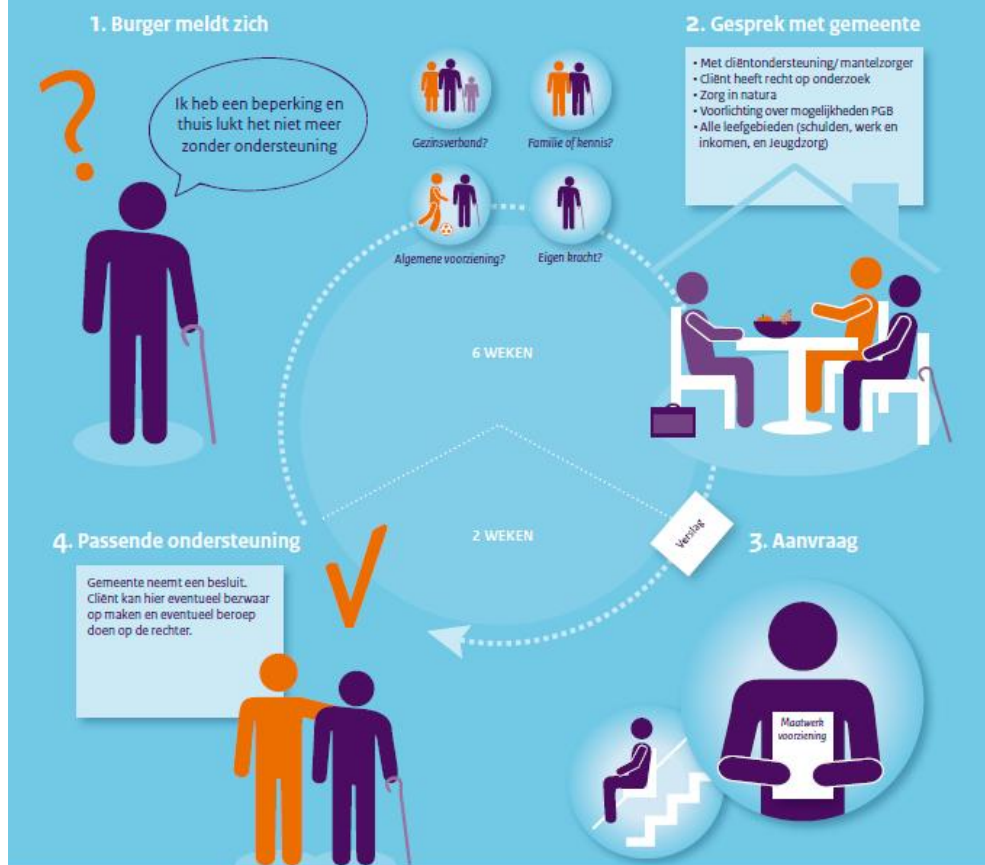 1. Burger meldt zich
Ik heb een beperking en
thuis lukt het niet meer
zonder ondersteuning
Gezinsverband?
Familie of kennis?
Algemene voorziening?
Eigen kracht?
2. Gesprek met gemeente
• Met cliëntondersteuning/ mantelzorger
• Cliënt heeft recht op onderzoek
• Zorg in natura
• Voorlichting over mogelijkheden PGB
• Alle leefgebieden (schulden, werk en
inkomen, en Jeugdzorg)
6 WEKEN
2 WEKEN
Verslag
3. Aanvraag
Maatwerk
voorziening
4. Passende ondersteuning
Gemeente neemt een besluit.
Cliënt kan hier eventueel bezwaar
op maken en eventueel beroep
doen op de rechter.